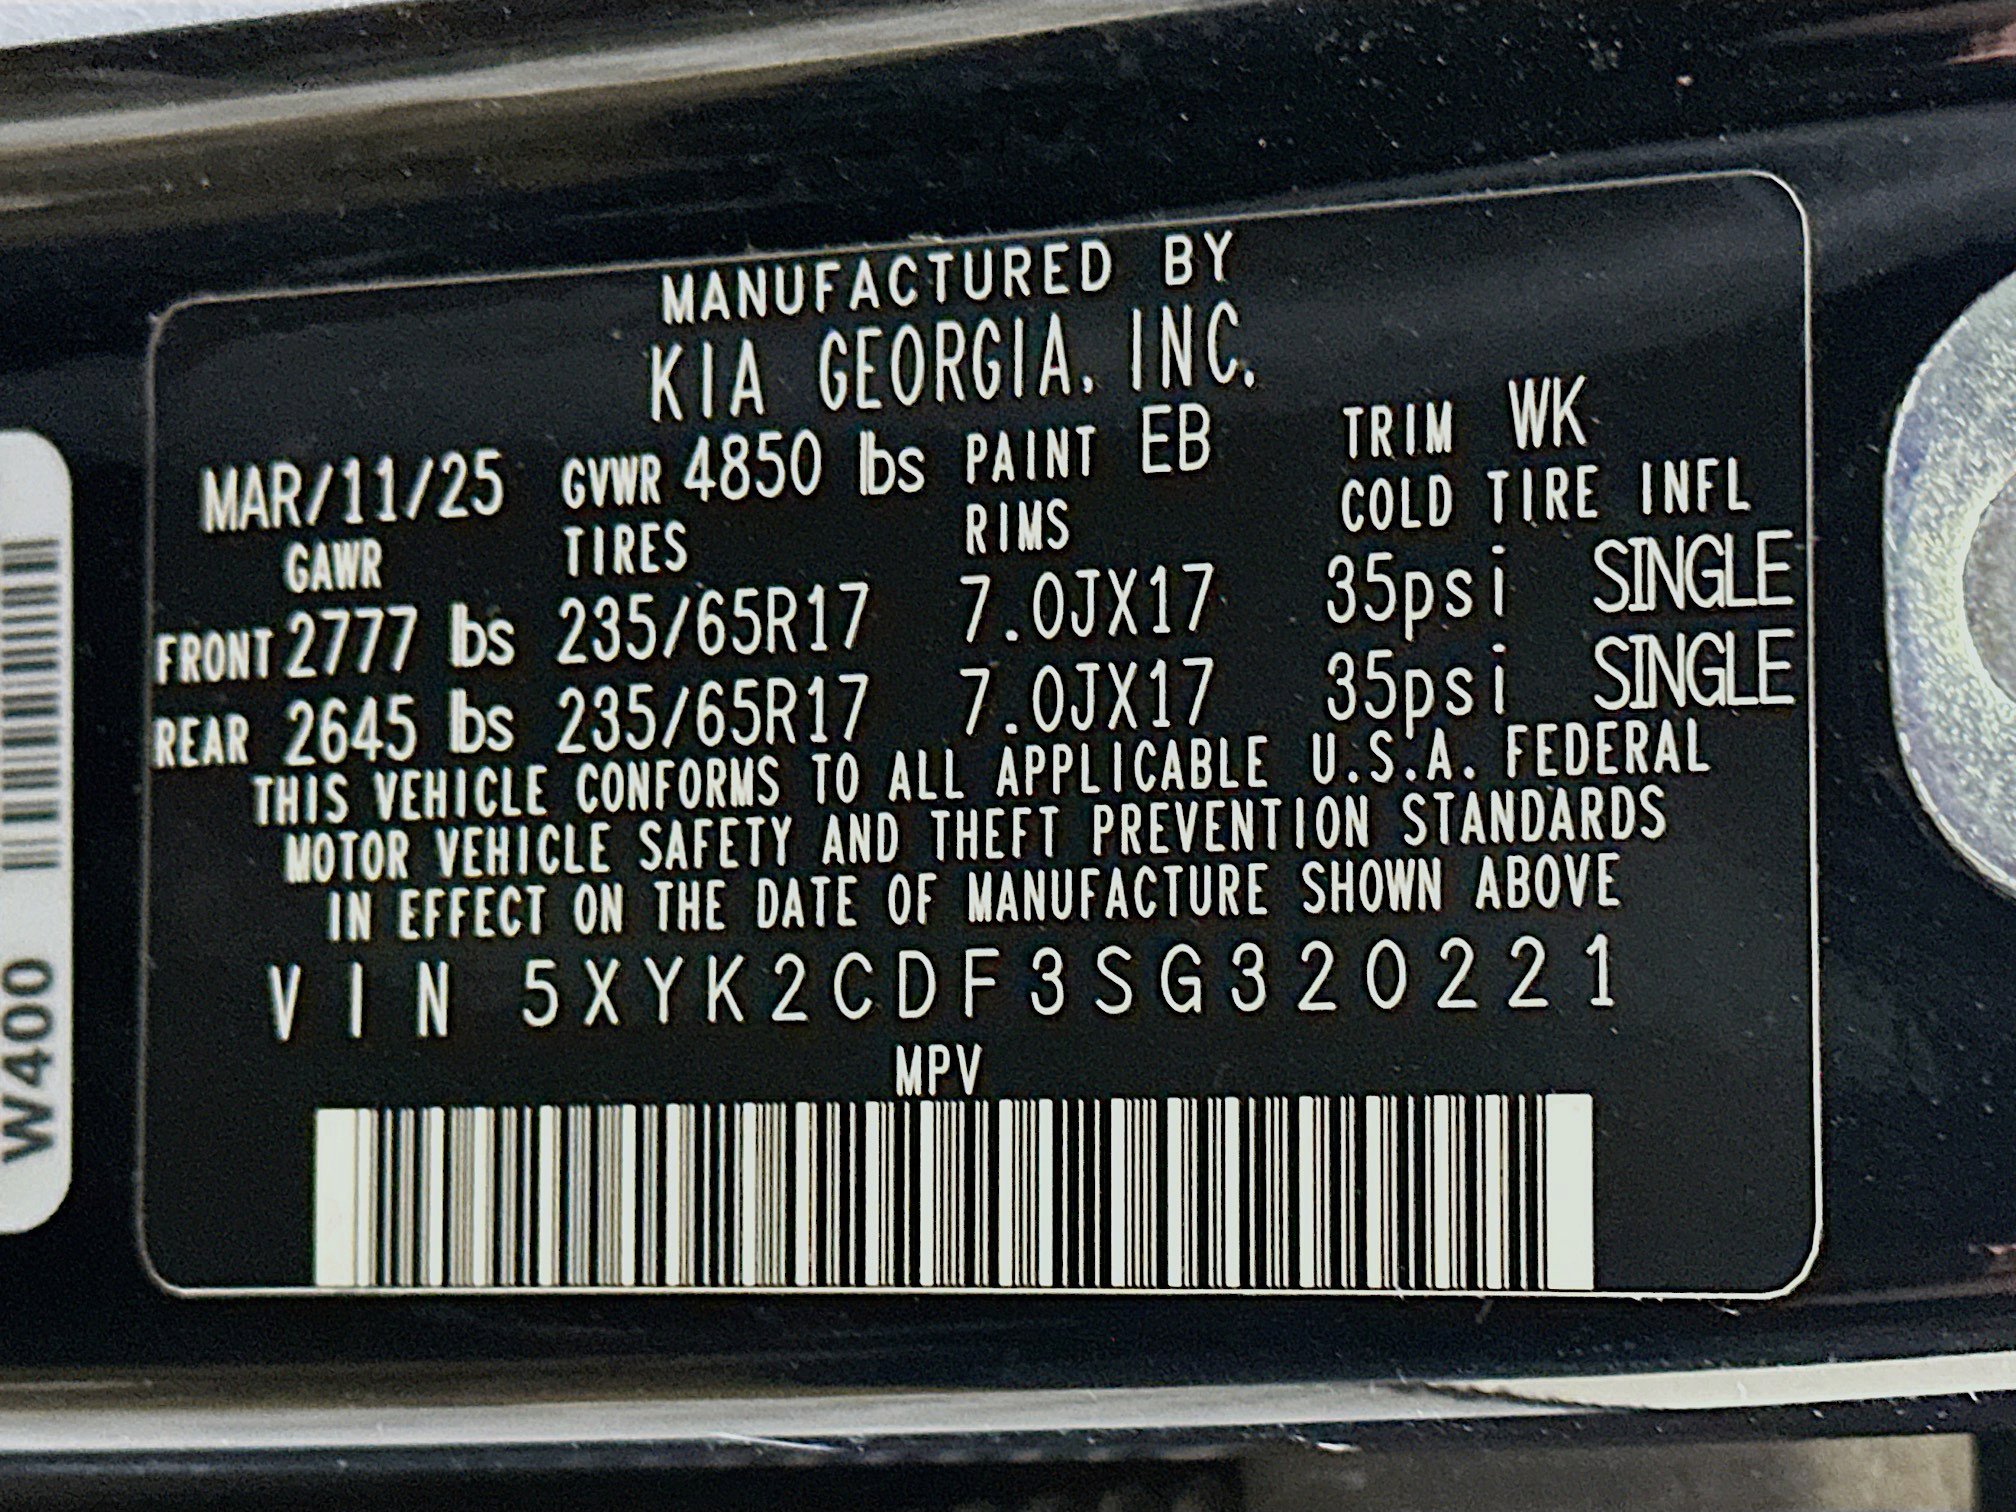 MANUFACTURED BY
KIA GEORGIA, INC.
MAR/11/25 GVWR 4850 lbs PAINT EB TRIM WK
GAWR TIRES RIMS COLD TIRE INFL
FRONT 2777 lbs 235/65R17 7.0JX17 35psi SINGLE
REAR 2645 lbs 235/65R17 7.0JX17 35psi SINGLE
THIS VEHICLE CONFORMS TO ALL APPLICABLE U.S.A. FEDERAL
MOTOR VEHICLE SAFETY AND THEFT PREVENTION STANDARDS
IN EFFECT ON THE DATE OF MANUFACTURE SHOWN ABOVE
VIN 5XYK2CDF3SG320221
MPV
W400